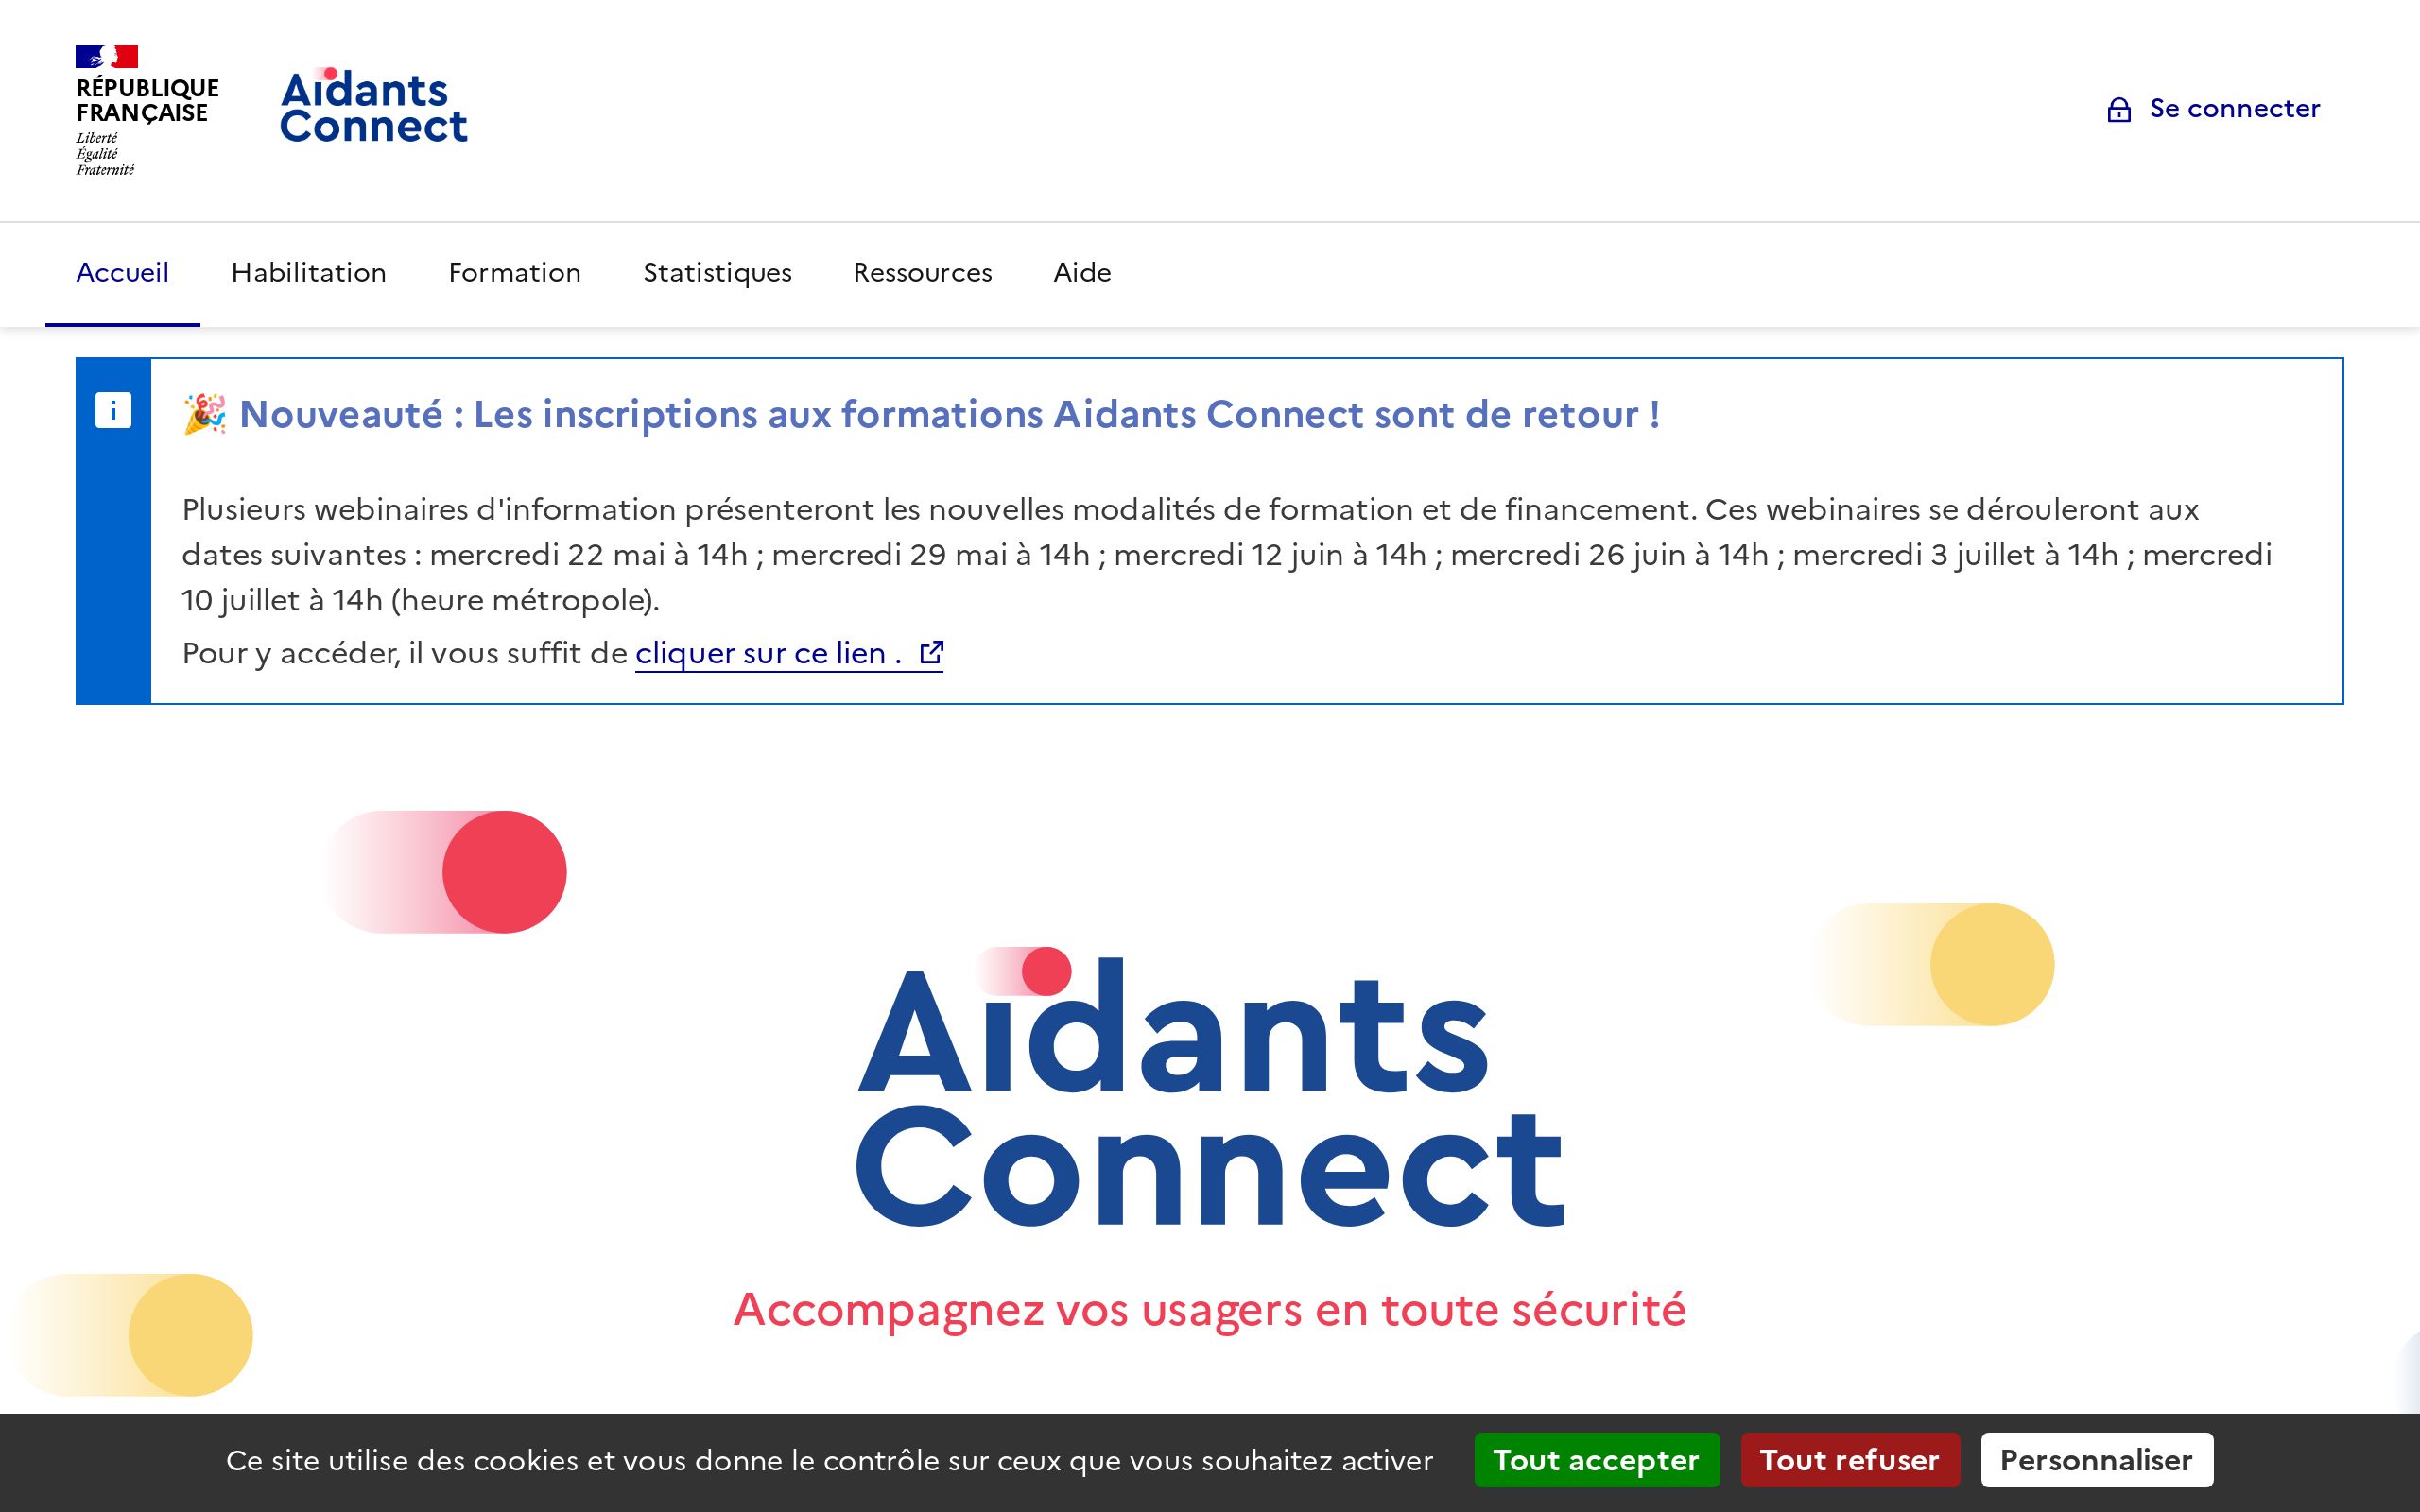 RÉPUBLIQUE
FRANÇAISE
Liberté
Égalité
Fraternité
Aidants
Connect
Se connecter
Accueil
Habilitation
Formation
Statistiques
Ressources
Aide
🎉 Nouveauté : Les inscriptions aux formations Aidants Connect sont de retour !
Plusieurs webinaires d'information présenteront les nouvelles modalités de formation et de financement. Ces webinaires se dérouleront aux
dates suivantes : mercredi 22 mai à 14h ; mercredi 29 mai à 14h ; mercredi 12 juin à 14h ; mercredi 26 juin à 14h ; mercredi 3 juillet à 14h ; mercredi
10 juillet à 14h (heure métropole).
Pour y accéder, il vous suffit de cliquer sur ce lien .
Aidants
Connect
Accompagnez vos usagers en toute sécurité
Ce site utilise des cookies et vous donne le contrôle sur ceux que vous souhaitez activer
Tout accepter
Tout refuser
Personnaliser